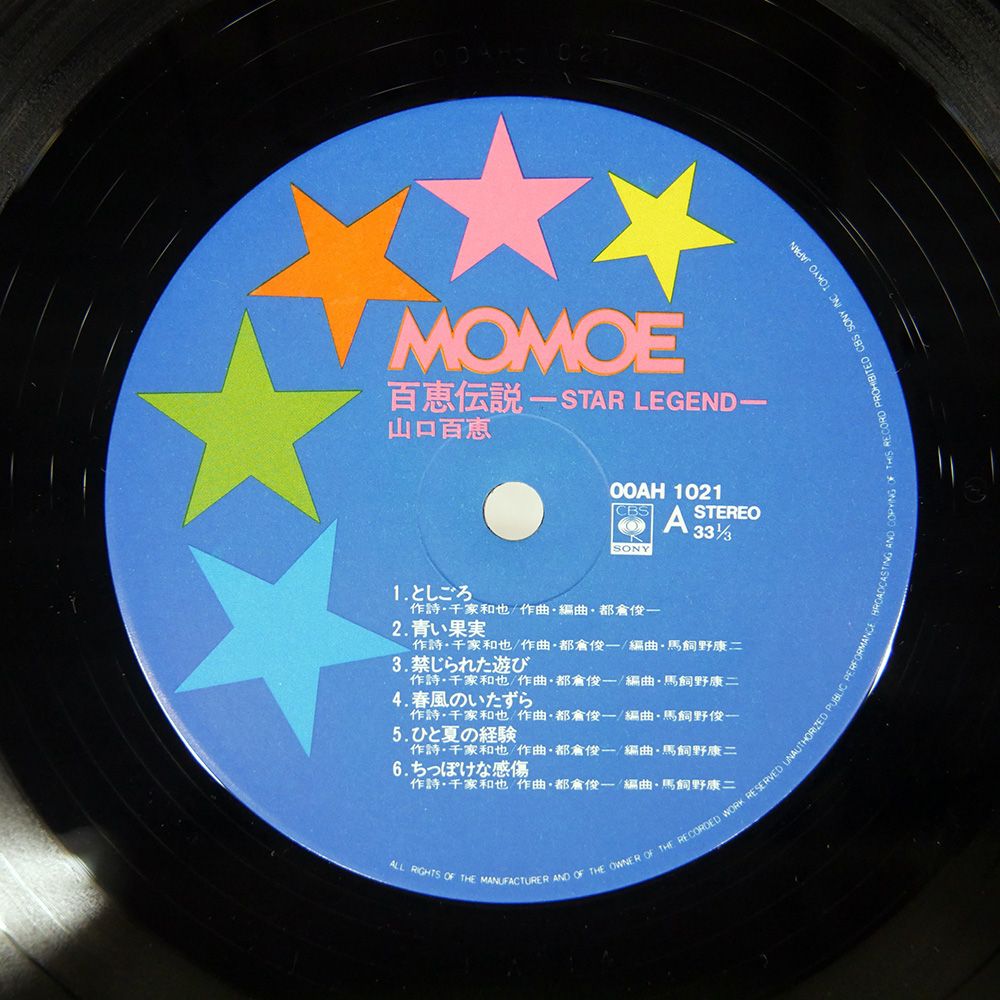 OOAH 1021
MOMOE
百恵伝説 —STAR LEGEND—
山口百恵
OOAH 1021
CBS
SONY
A STEREO
33 1/3
1. としごろ
作詩・千家和也/作曲・編曲・都倉俊一
2. 青い果実
作詩・千家和也/作曲・都倉俊一/編曲・馬飼野康二
3. 禁じられた遊び
作詩・千家和也/作曲・都倉俊一/編曲・馬飼野康二
4. 春風のいたずら
作詩・千家和也/作曲・都倉俊一/編曲・馬飼野俊一
5. ひと夏の経験
作詩・千家和也/作曲・都倉俊一/編曲・馬飼野康二
6. ちっぽけな感傷
作詩・千家和也/作曲・都倉俊一/編曲・馬飼野康二
ALL RIGHTS OF THE MANUFACTURER AND OF THE OWNER OF THE RECORDED WORK RESERVED UNAUTHORIZED PUBLIC PERFORMANCE BROADCASTING AND COPYING OF THIS RECORD PROHIBITED CBS SONY INC. TOKYO JAPAN